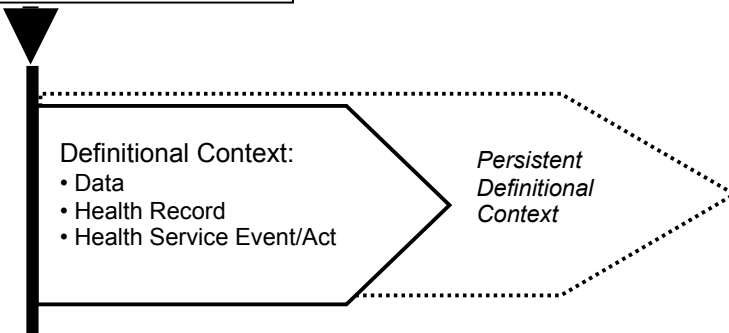 Definitional Context:
• Data
• Health Record
• Health Service Event/Act
Persistent
Definitional
Context